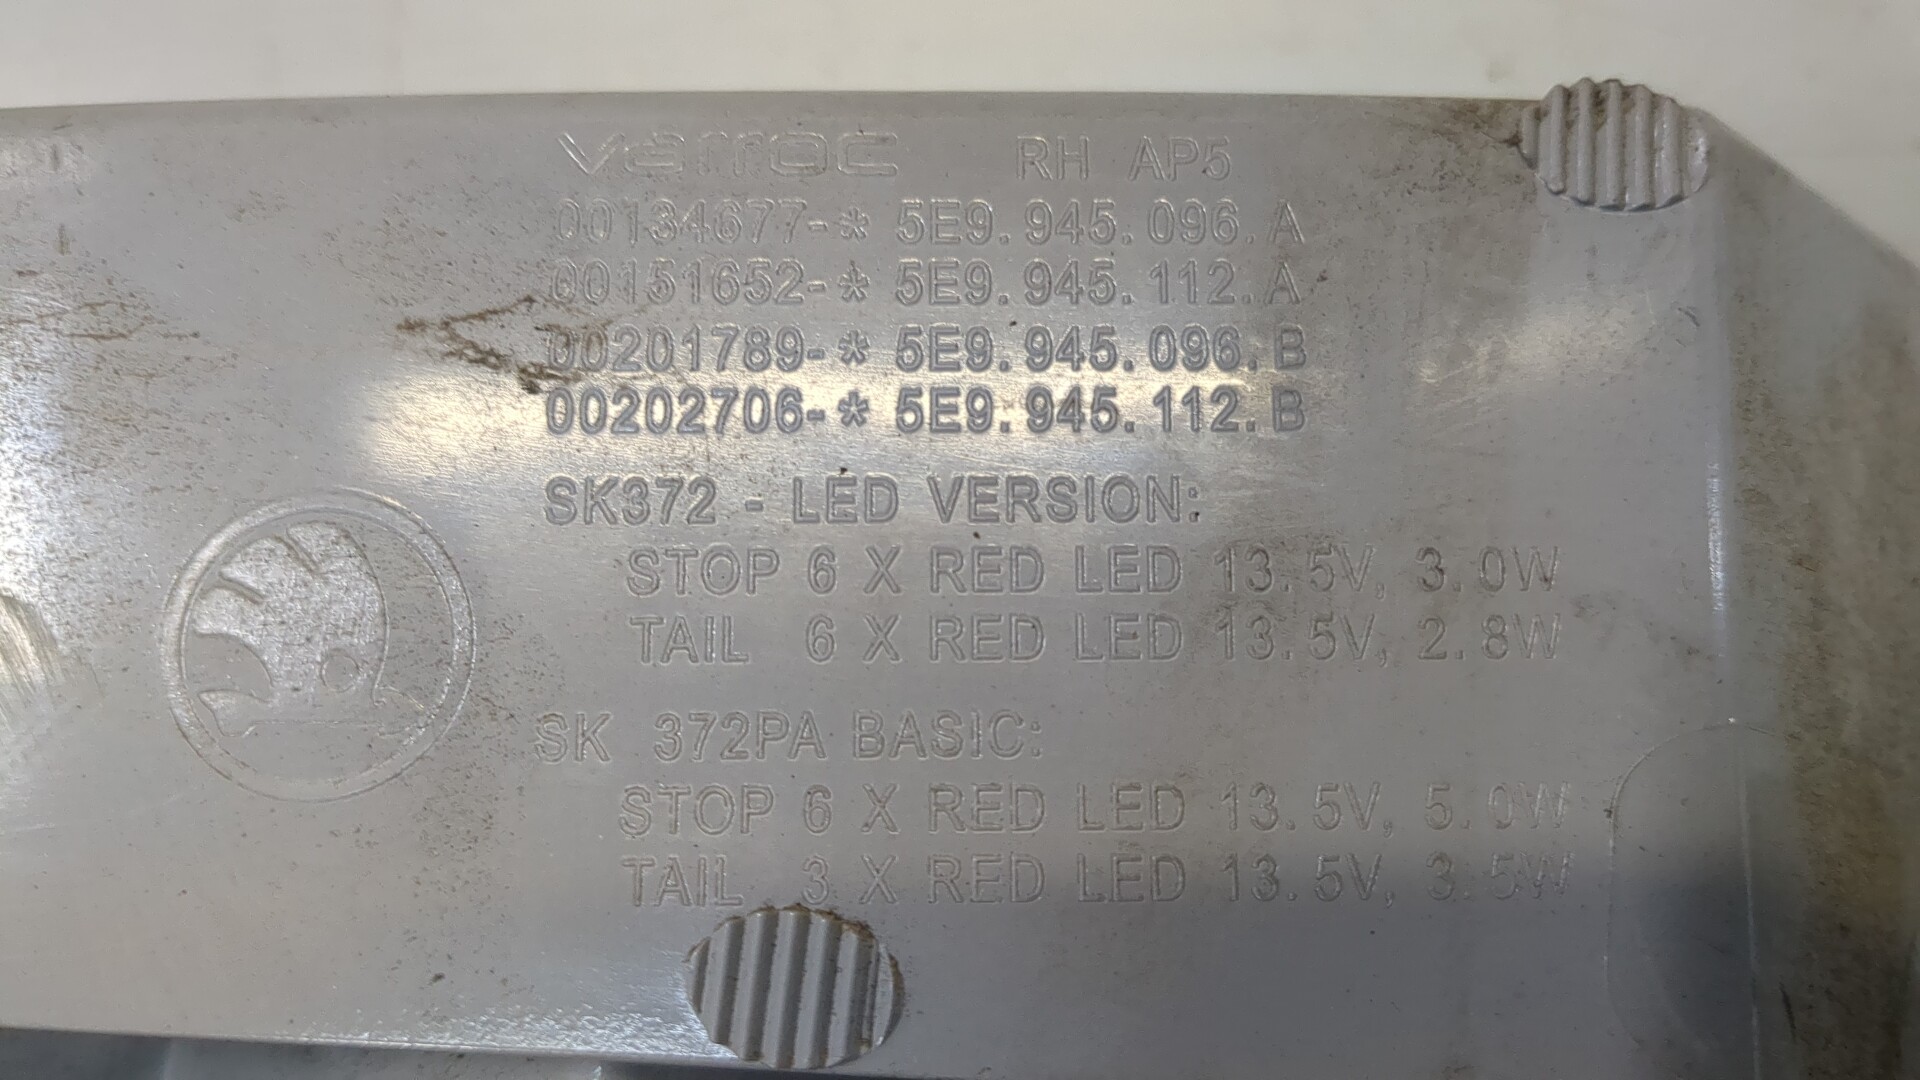 varroc RH AP5
00134677-* 5E9.945.096.A
00151652-* 5E9.945.112.A
00201789-* 5E9.945.096.B
00202706-* 5E9.945.112.B
SK372 - LED VERSION:
STOP 6 X RED LED 13.5V, 3.0W
TAIL 6 X RED LED 13.5V, 2.8W
SK 372PA BASIC:
STOP 6 X RED LED 13.5V, 5.0W
TAIL 3 X RED LED 13.5V, 3.5W